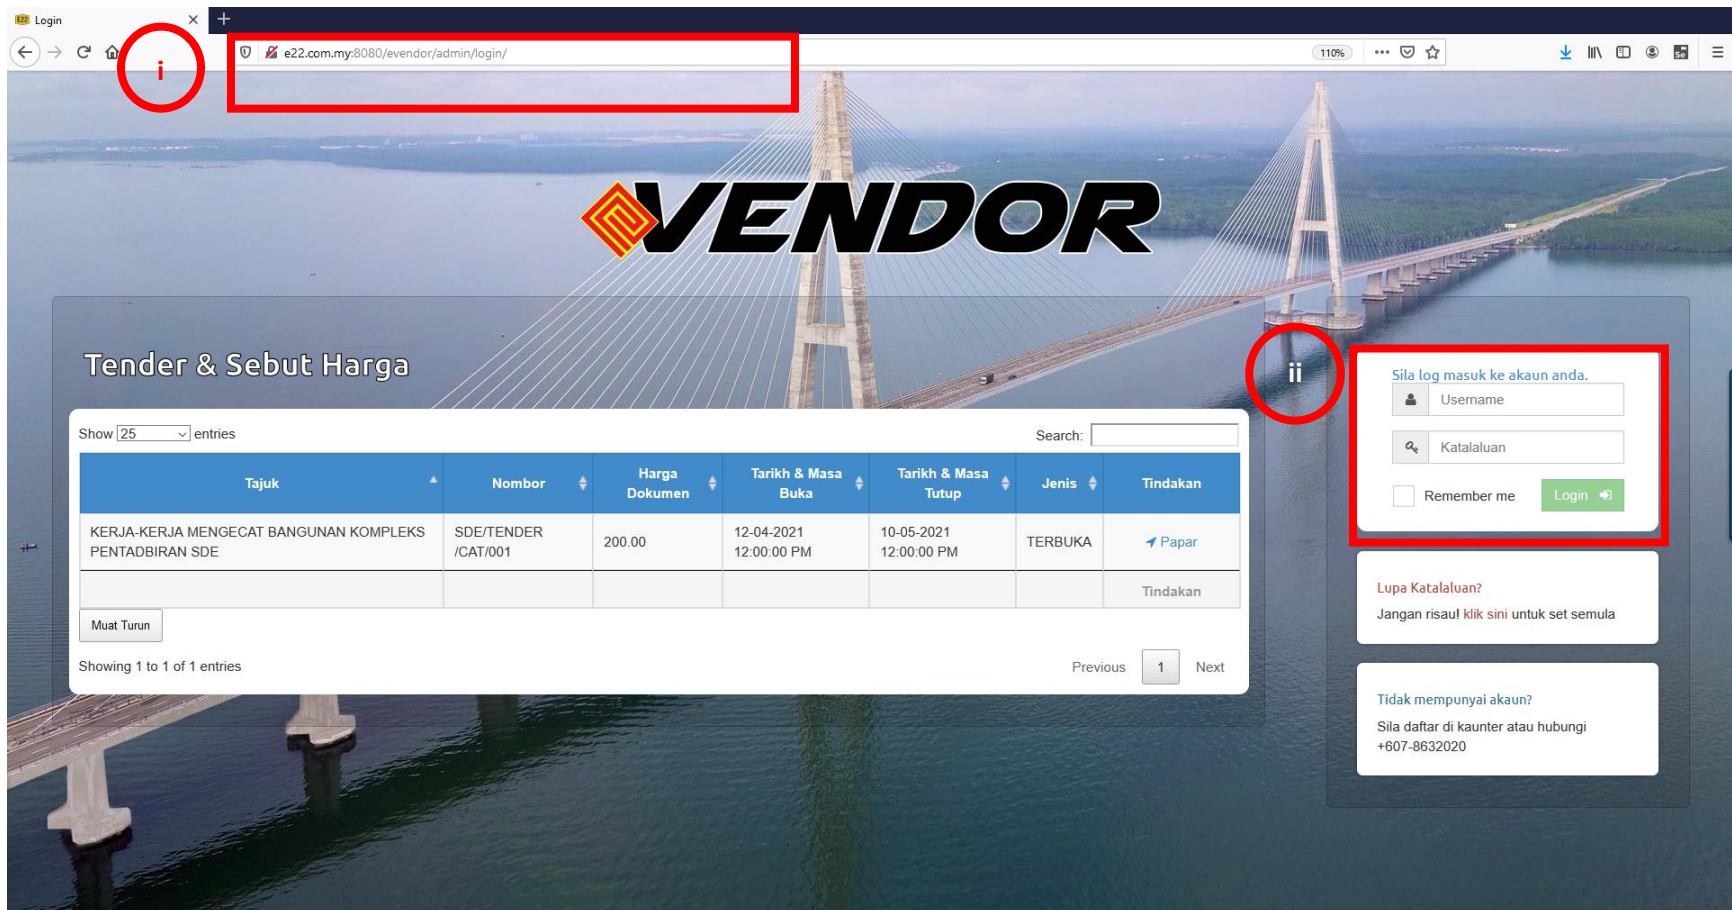 E22 Login
i
e22.com.my:8080/evendor/admin/login/
110%
Se
VENDOR
Tender & Sebut Harga
ii
Show 25 entries
Search:
Tajuk Nombor Harga Dokumen Tarikh & Masa Buka Tarikh & Masa Tutup Jenis Tindakan
KERJA-KERJA MENGECAT BANGUNAN KOMPLEKS
PENTADBIRAN SDE
SDE/TENDER
/CAT/001
200.00
12-04-2021
12:00:00 PM
10-05-2021
12:00:00 PM
TERBUKA
Papar
Tindakan
Muat Turun
Showing 1 to 1 of 1 entries
Previous 1 Next
Sila log masuk ke akaun anda.
Username
Katalaluan
Remember me
Login
Lupa Katalaluan?
Jangan risau! klik sini untuk set semula
Tidak mempunyai akaun?
Sila daftar di kaunter atau hubungi
+607-8632020